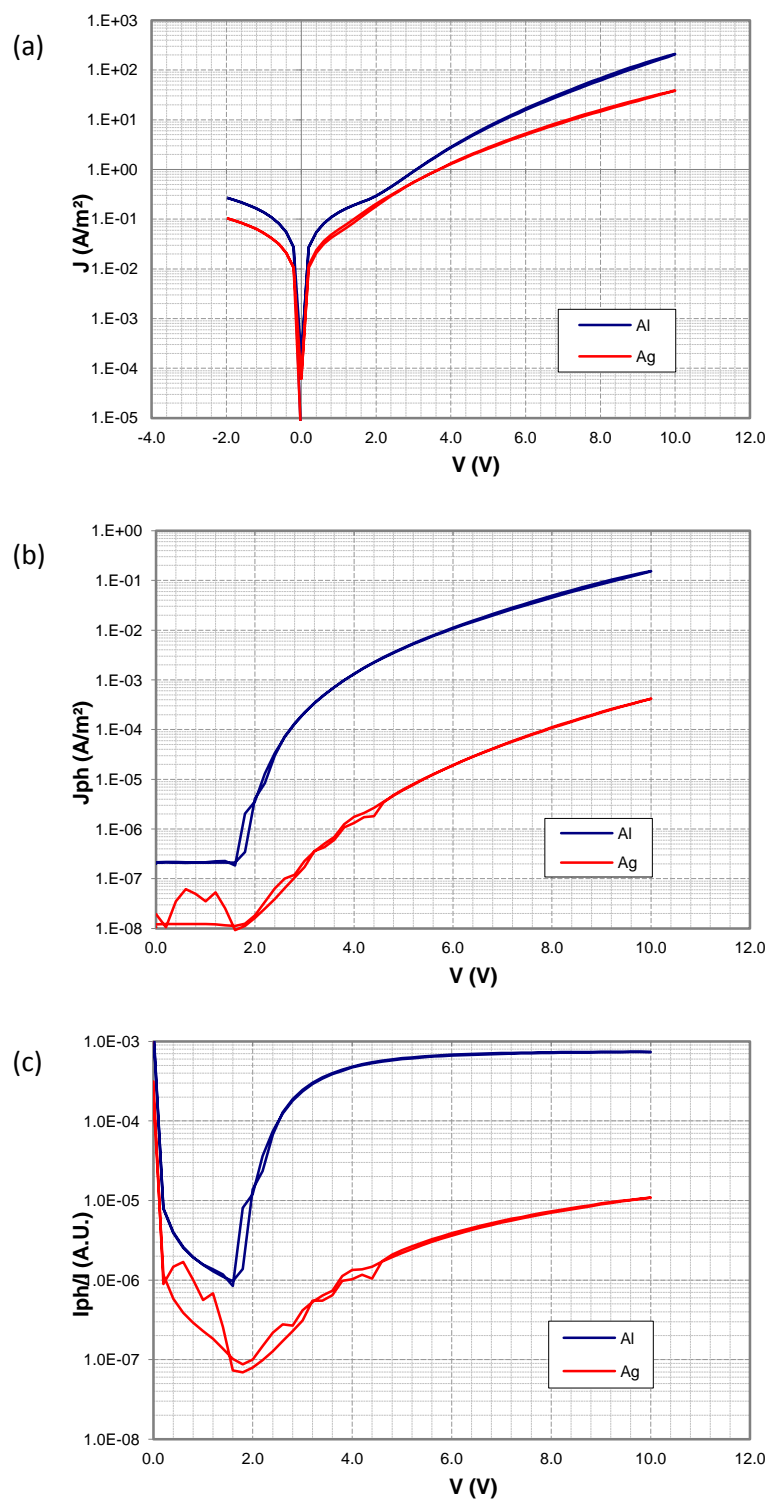 (a)
1.E+03
1.E+02
1.E+01
1.E+00
1.E-01
1.E-02
1.E-03
1.E-04
1.E-05
J (A/m²)
Al
Ag
-4.0 -2.0 0.0 2.0 4.0 6.0 8.0 10.0 12.0
V (V)
(b)
1.E+00
1.E-01
1.E-02
1.E-03
1.E-04
1.E-05
1.E-06
1.E-07
1.E-08
Jph (A/m²)
Al
Ag
0.0 2.0 4.0 6.0 8.0 10.0 12.0
V (V)
(c)
1.0E-03
1.0E-04
1.0E-05
1.0E-06
1.0E-07
1.0E-08
Iph/I (A.U.)
Al
Ag
0.0 2.0 4.0 6.0 8.0 10.0 12.0
V (V)